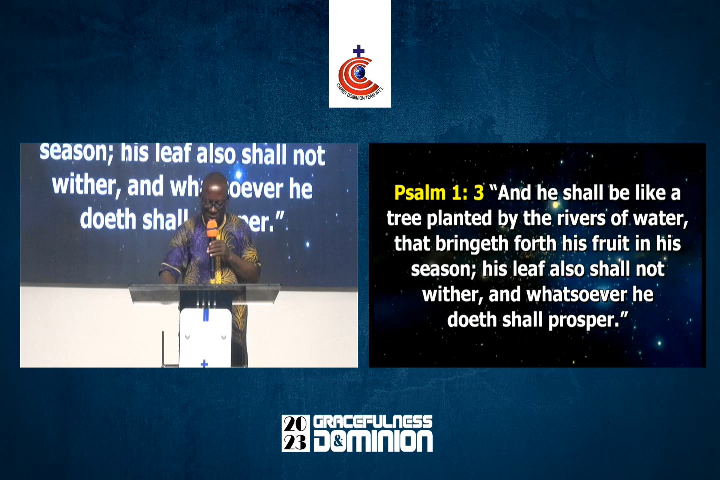 season; his leaf also shall not
wither, and whatsoever he
doeth shall prosper.”
Psalm 1: 3 “And he shall be like a
tree planted by the rivers of water,
that bringeth forth his fruit in his
season; his leaf also shall not
wither, and whatsoever he
doeth shall prosper.”
20
23
GRACEFULNESS
& DOMINION